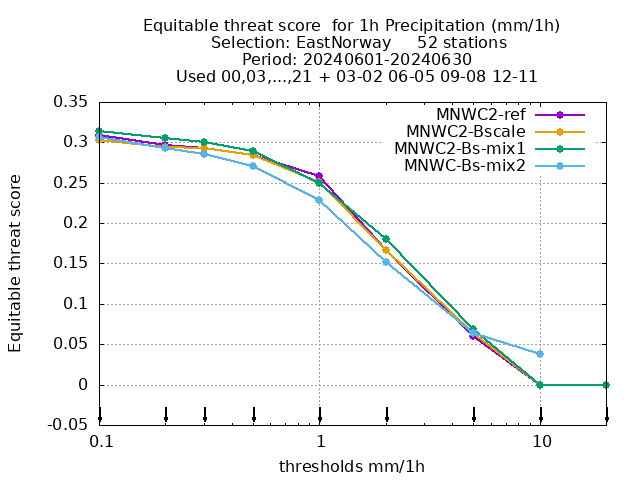 Equitable threat score  for 1h Precipitation (mm/1h)
Selection: EastNorway     52 stations
Period: 20240601-20240630
Used 00,03,...,21 + 03-02 06-05 09-08 12-11
MNWC2-ref
MNWC2-Bscale
MNWC2-Bs-mix1
MNWC-Bs-mix2
Equitable threat score
0.35
0.3
0.25
0.2
0.15
0.1
0.05
0
-0.05
0.1 1 10
thresholds mm/1h